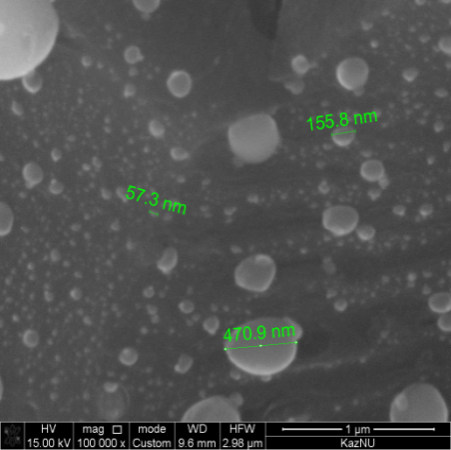 155.8 nm
57.3 nm
470.9 nm
HV mag □ mode WD HFW 1 µm
15.00 kV 100 000 x Custom 9.6 mm 2.98 µm KazNU